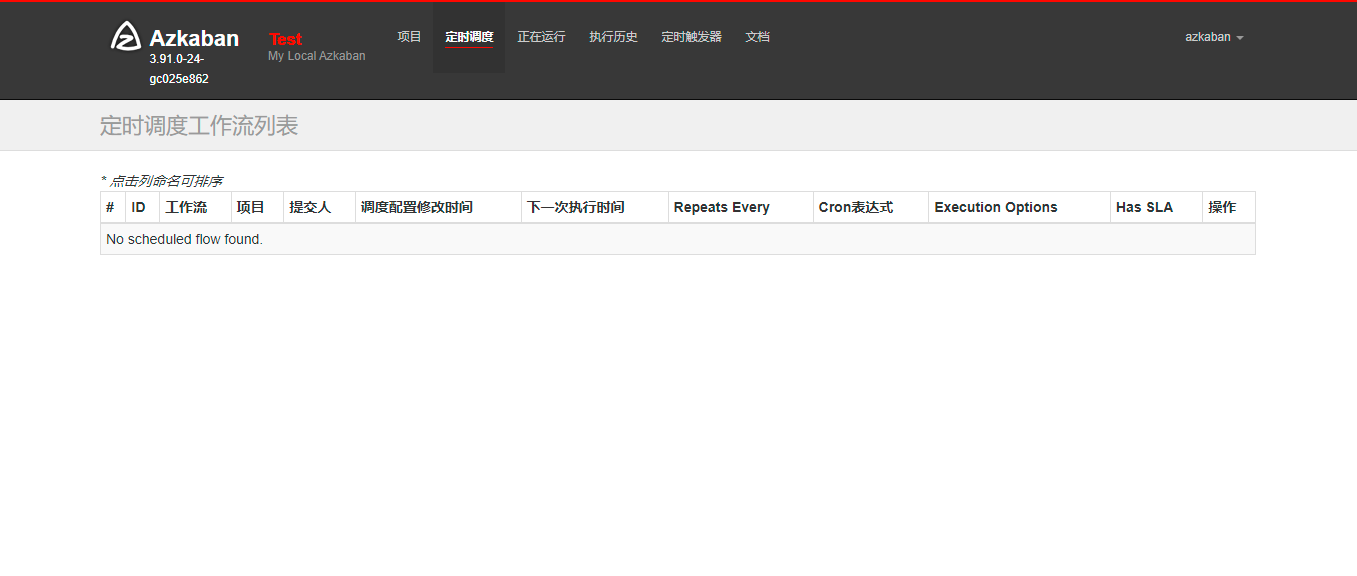 Azkaban
3.91.0-24-
gc025e862
Test
My Local Azkaban
项目 定时调度 正在运行 执行历史 定时触发器 文档
azkaban
定时调度工作流列表
* 点击列命名可排序
# ID 工作流 项目 提交人 调度配置修改时间 下一次执行时间 Repeats Every Cron表达式 Execution Options Has SLA 操作
No scheduled flow found.